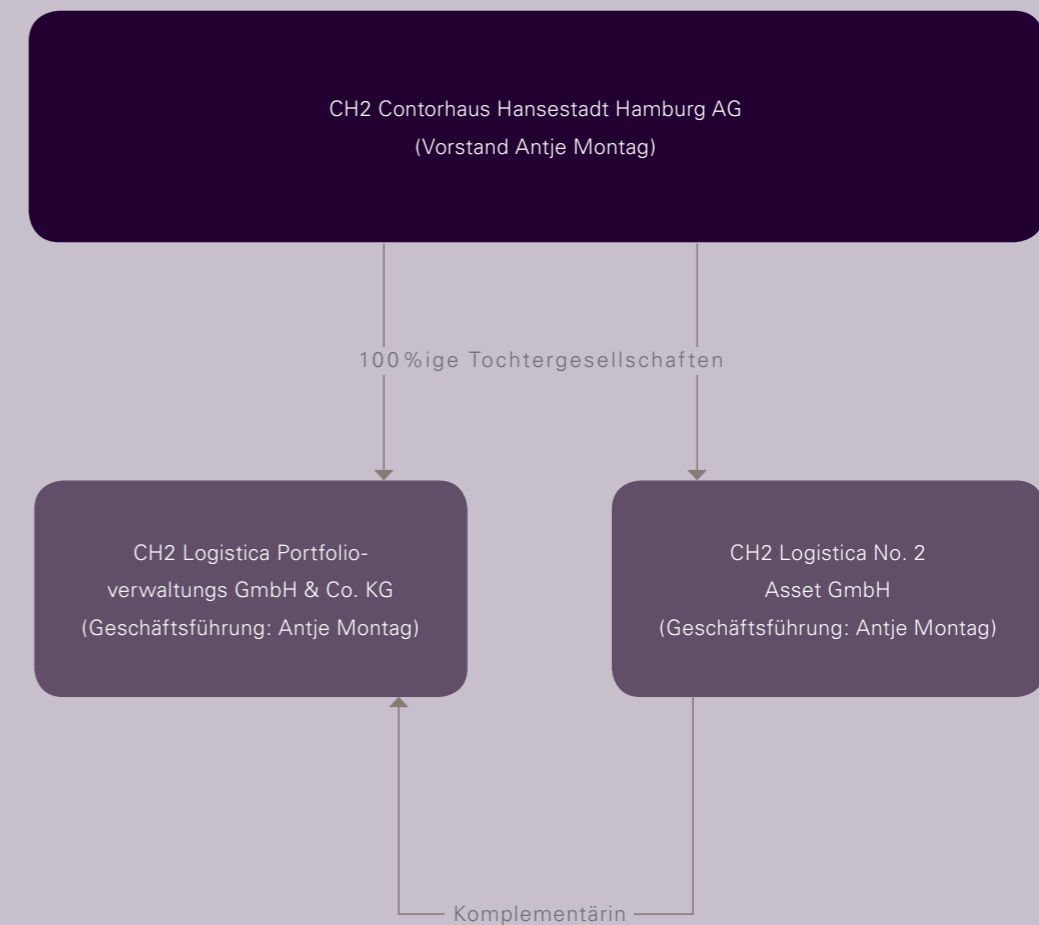 CH2 Contorhaus Hansestadt Hamburg AG
(Vorstand Antje Montag)
100 %ige Tochtergesellschaften
CH2 Logistica Portfolio-
verwaltungs GmbH & Co. KG
(Geschäftsführung: Antje Montag)
CH2 Logistica No. 2
Asset GmbH
(Geschäftsführung: Antje Montag)
Komplementärin